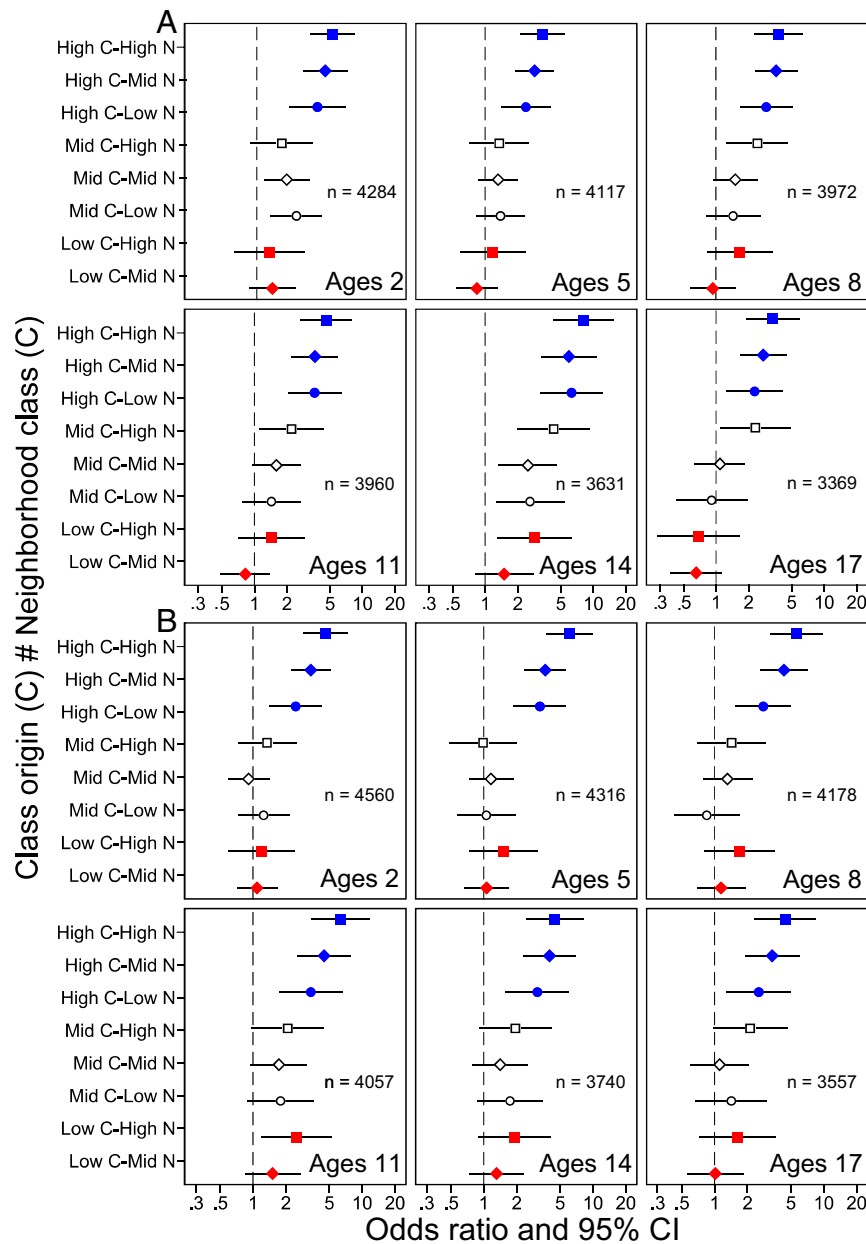 A
High C-High N
High C-Mid N
High C-Low N
Mid C-High N
Mid C-Mid N
Mid C-Low N
Low C-High N
Low C-Mid N
n = 4284
Ages 2
n = 4117
Ages 5
n = 3972
Ages 8
High C-High N
High C-Mid N
High C-Low N
Mid C-High N
Mid C-Mid N
Mid C-Low N
Low C-High N
Low C-Mid N
n = 3960
Ages 11
n = 3631
Ages 14
n = 3369
Ages 17
.3 .5 1 2 5 10 20
.3 .5 1 2 5 10 20
.3 .5 1 2 5 10 20
Class origin (C) # Neighborhood class (C)
B
High C-High N
High C-Mid N
High C-Low N
Mid C-High N
Mid C-Mid N
Mid C-Low N
Low C-High N
Low C-Mid N
n = 4560
Ages 2
n = 4316
Ages 5
n = 4178
Ages 8
High C-High N
High C-Mid N
High C-Low N
Mid C-High N
Mid C-Mid N
Mid C-Low N
Low C-High N
Low C-Mid N
n = 4057
Ages 11
n = 3740
Ages 14
n = 3557
Ages 17
.3 .5 1 2 5 10 20
.3 .5 1 2 5 10 20
.3 .5 1 2 5 10 20
Odds ratio and 95% CI